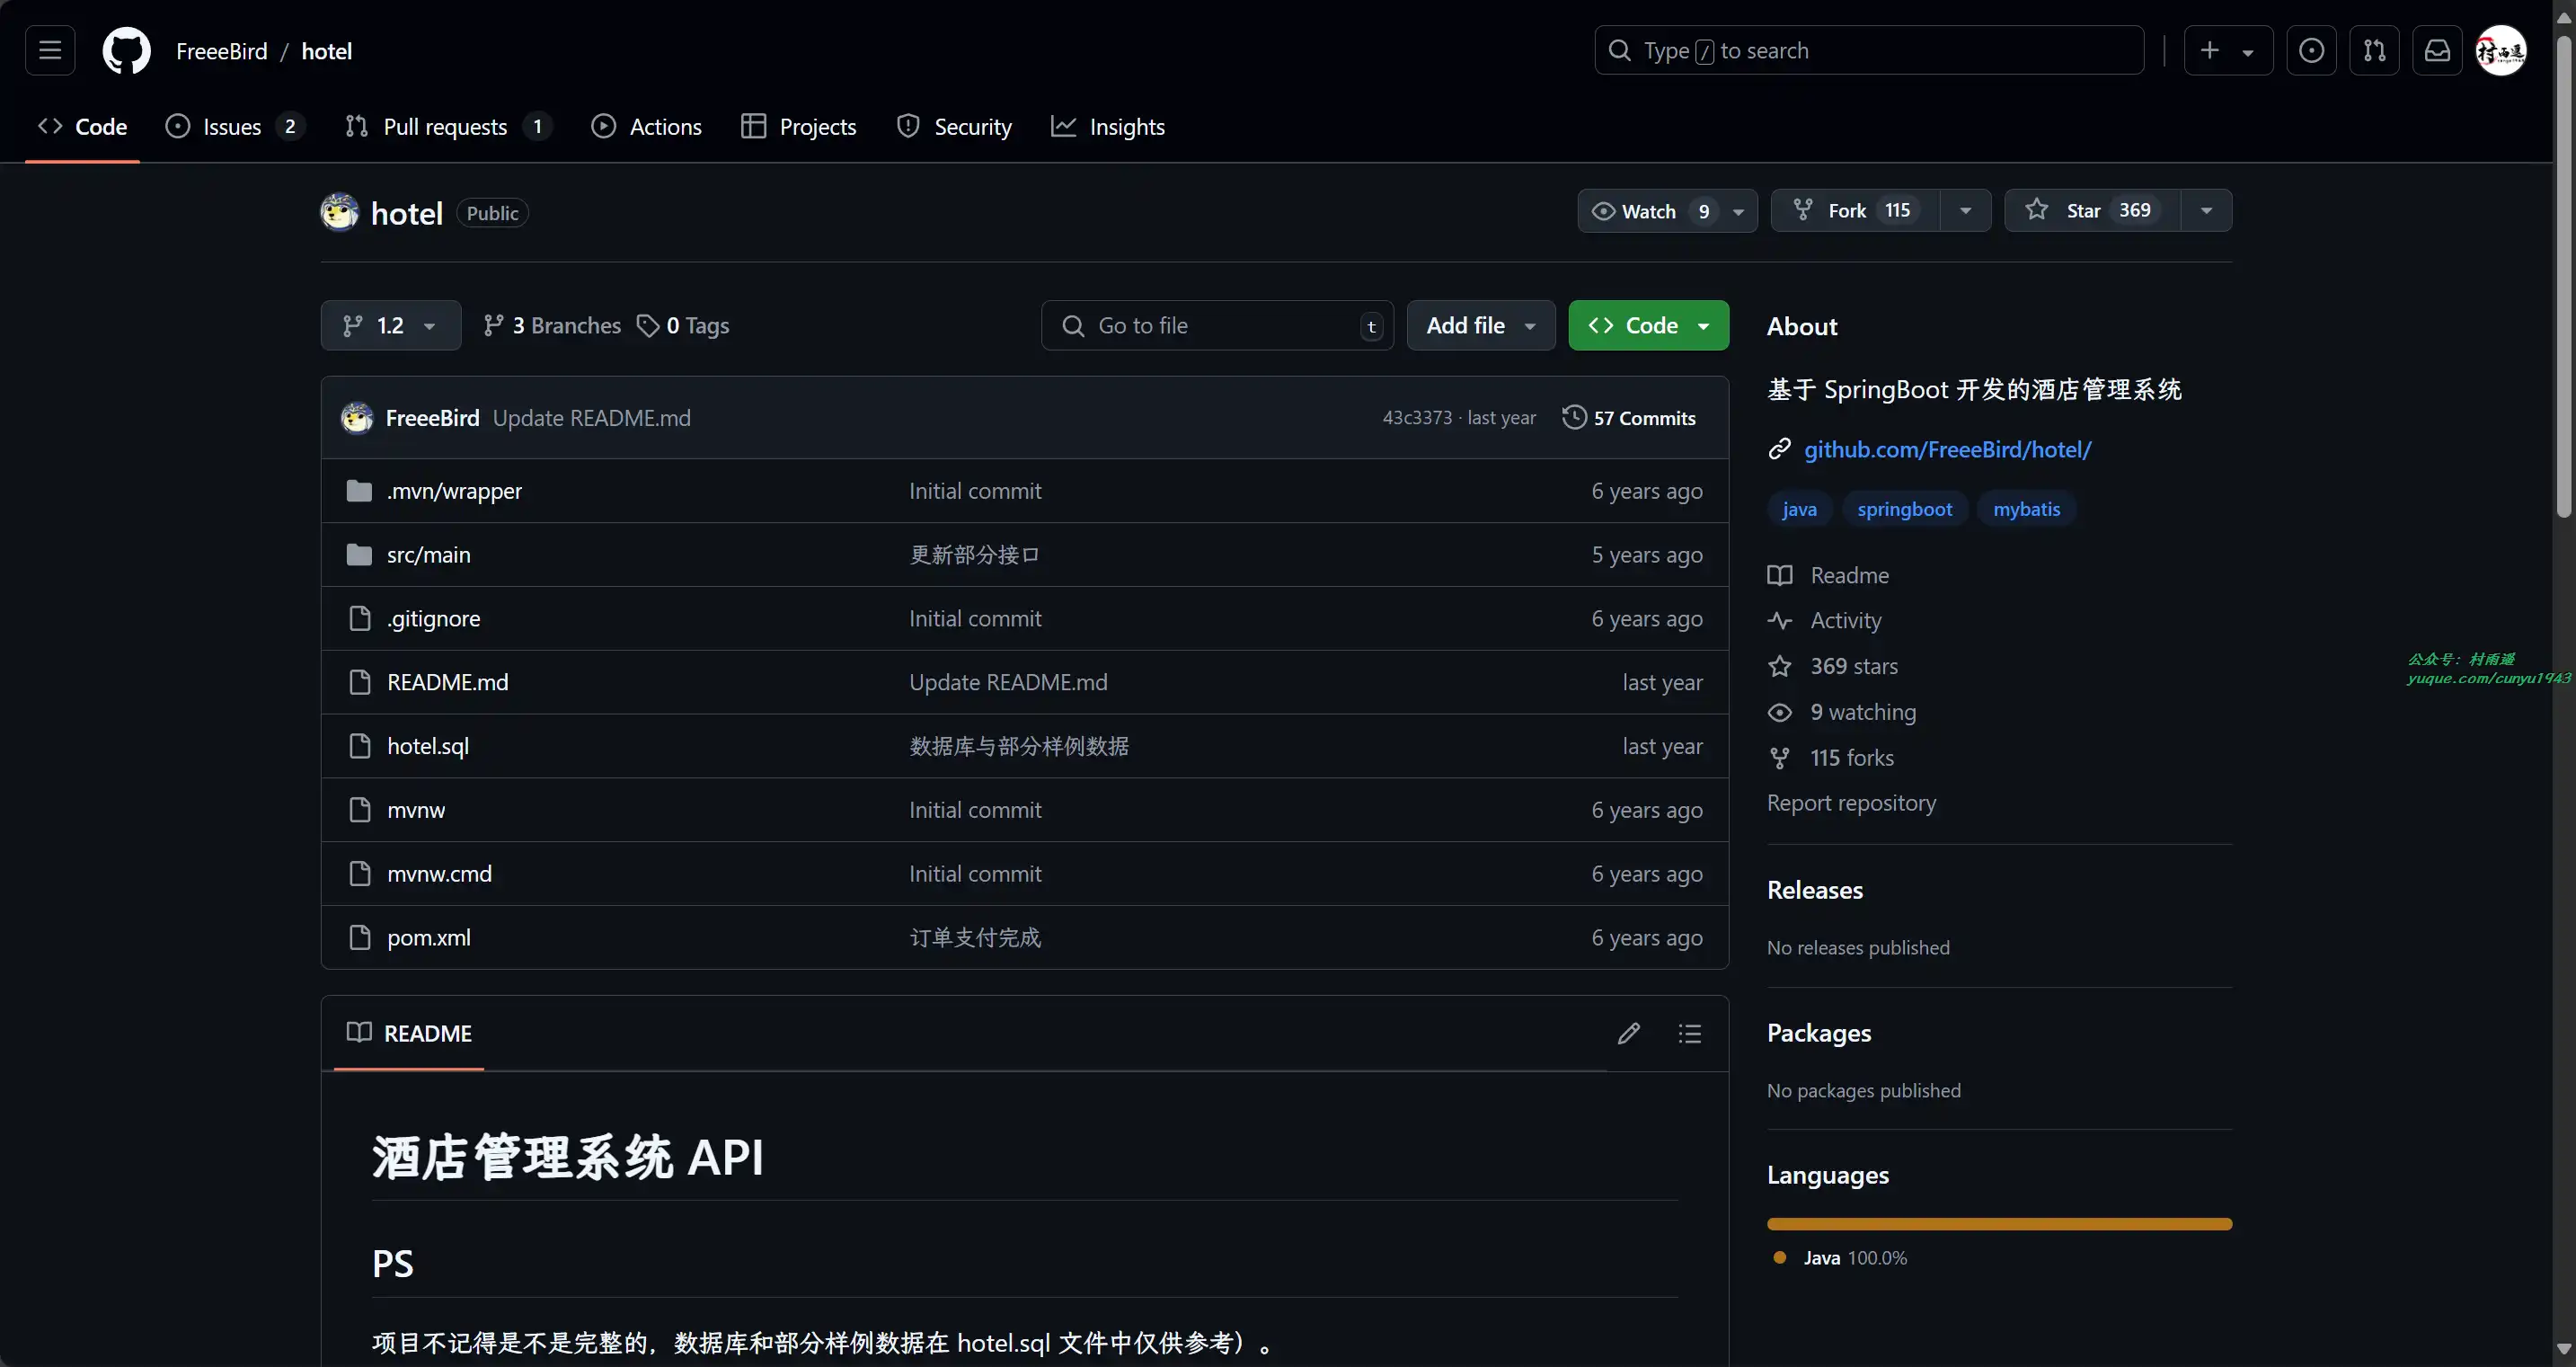 FreeeBird / hotel
Type / to search
Code
Issues 2
Pull requests 1
Actions
Projects
Security
Insights
hotel Public
Watch 9
Fork 115
Star 369
1.2
3 Branches
0 Tags
Go to file t
Add file
Code
FreeeBird Update README.md 43c3373 · last year 57 Commits
.mvn/wrapper Initial commit 6 years ago
src/main 更新部分接口 5 years ago
.gitignore Initial commit 6 years ago
README.md Update README.md last year
hotel.sql 数据库与部分样例数据 last year
mvnw Initial commit 6 years ago
mvnw.cmd Initial commit 6 years ago
pom.xml 订单支付完成 6 years ago
README
酒店管理系统 API
PS
项目不记得是不是完整的，数据库和部分样例数据在 hotel.sql 文件中仅供参考）。
About
基于 SpringBoot 开发的酒店管理系统
github.com/FreeeBird/hotel/
java springboot mybatis
Readme
Activity
369 stars
9 watching
115 forks
Report repository
Releases
No releases published
Packages
No packages published
Languages
Java 100.0%
公众号：村雨遥
yuque.com/cunyu1943